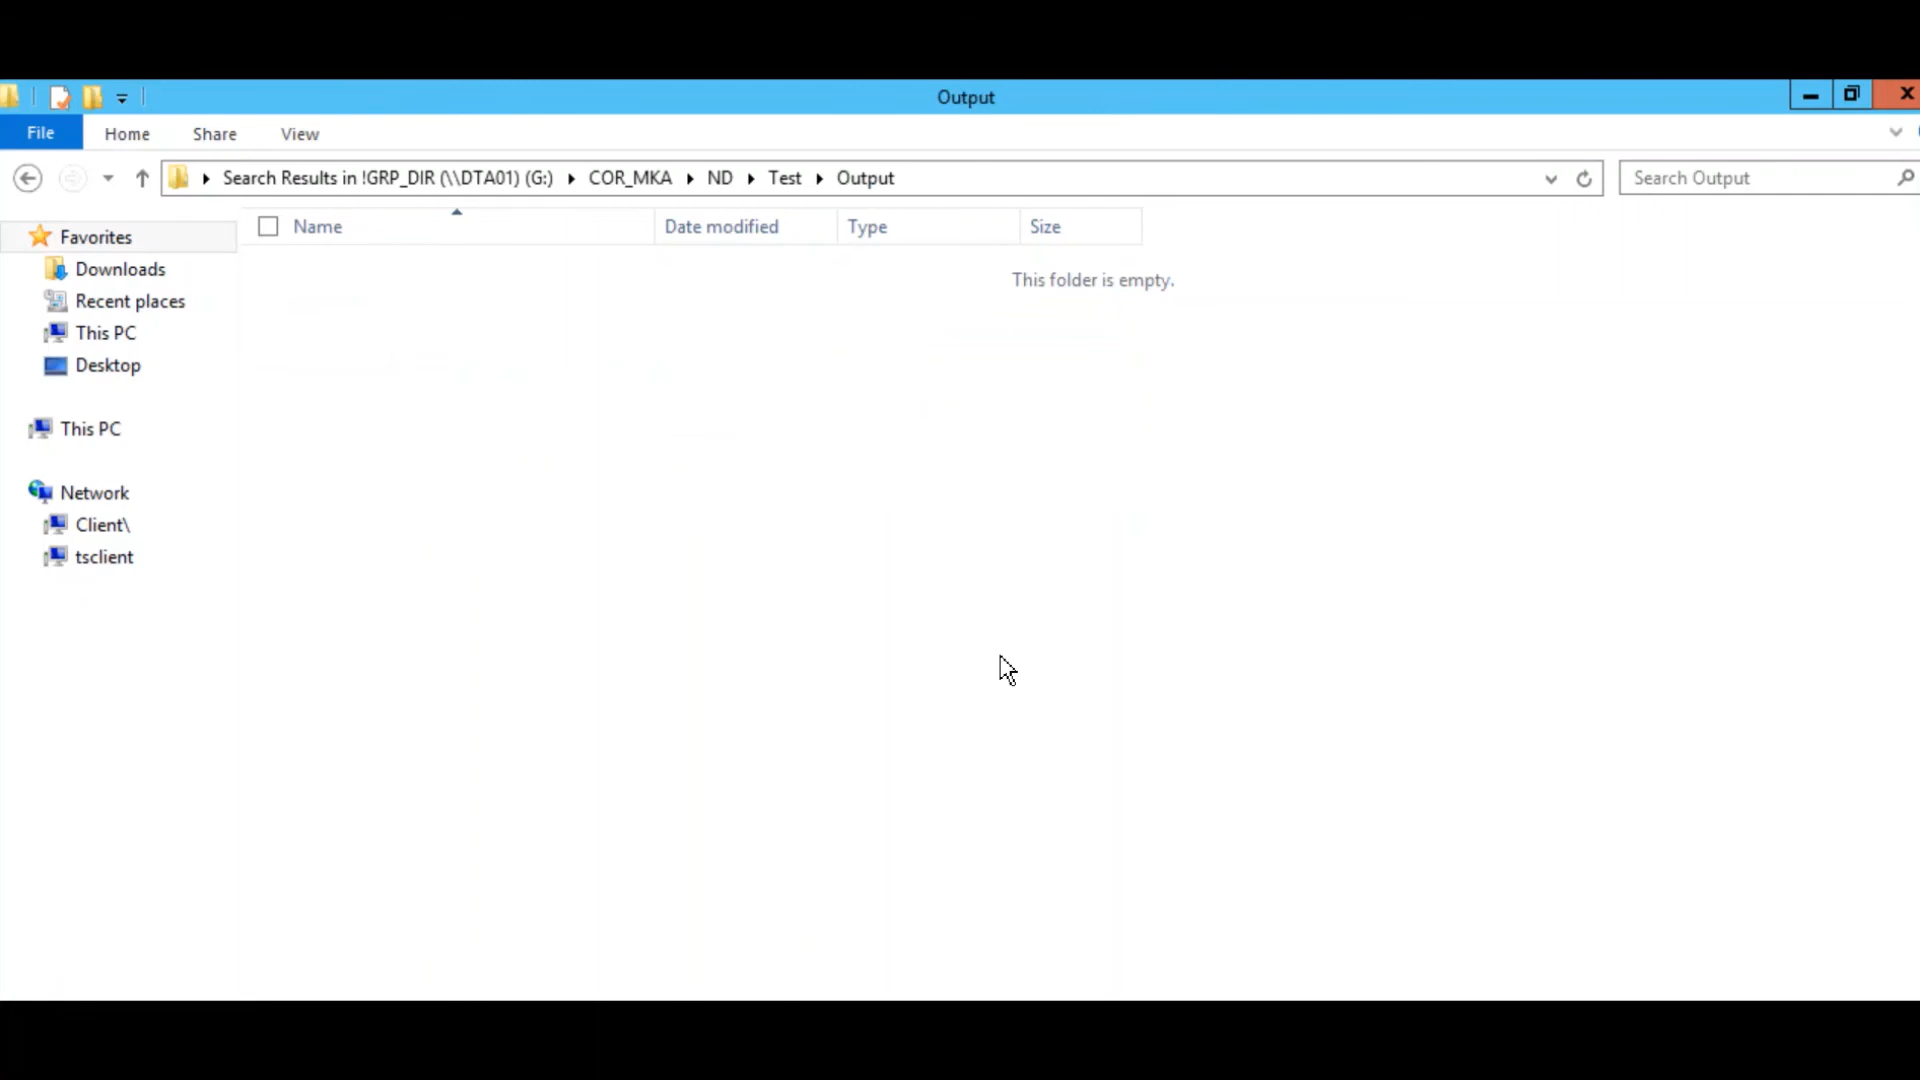 Output
File Home Share View
Search Results in !GRP_DIR (\\DTA01) (G:) COR_MKA ND Test Output Search Output
Name Date modified Type Size
This folder is empty.
Favorites
Downloads
Recent places
This PC
Desktop
This PC
Network
Client\
tsclient